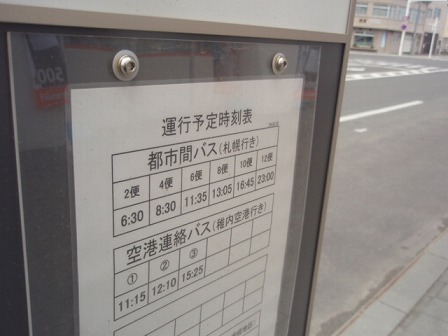 運行予定時刻表
都市間バス(札幌行き)
2便 4便 6便 8便 10便 12便
6:30 8:30 11:35 13:05 16:45 23:00
空港連絡バス(稚内空港行き)
① ② ③
11:15 12:10 15:25